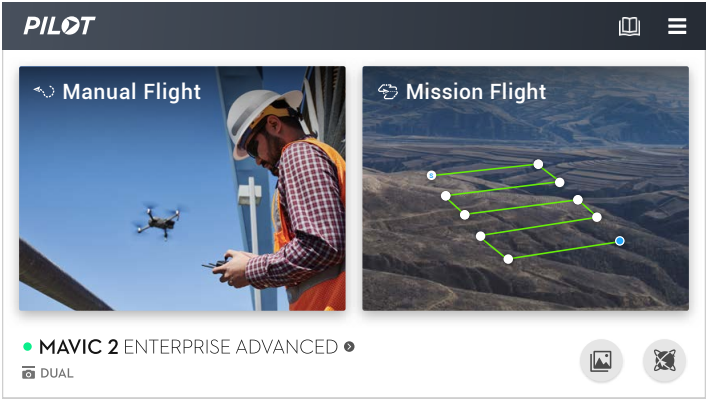 PILOT
Manual Flight
Mission Flight
S
MAVIC 2 ENTERPRISE ADVANCED
DUAL